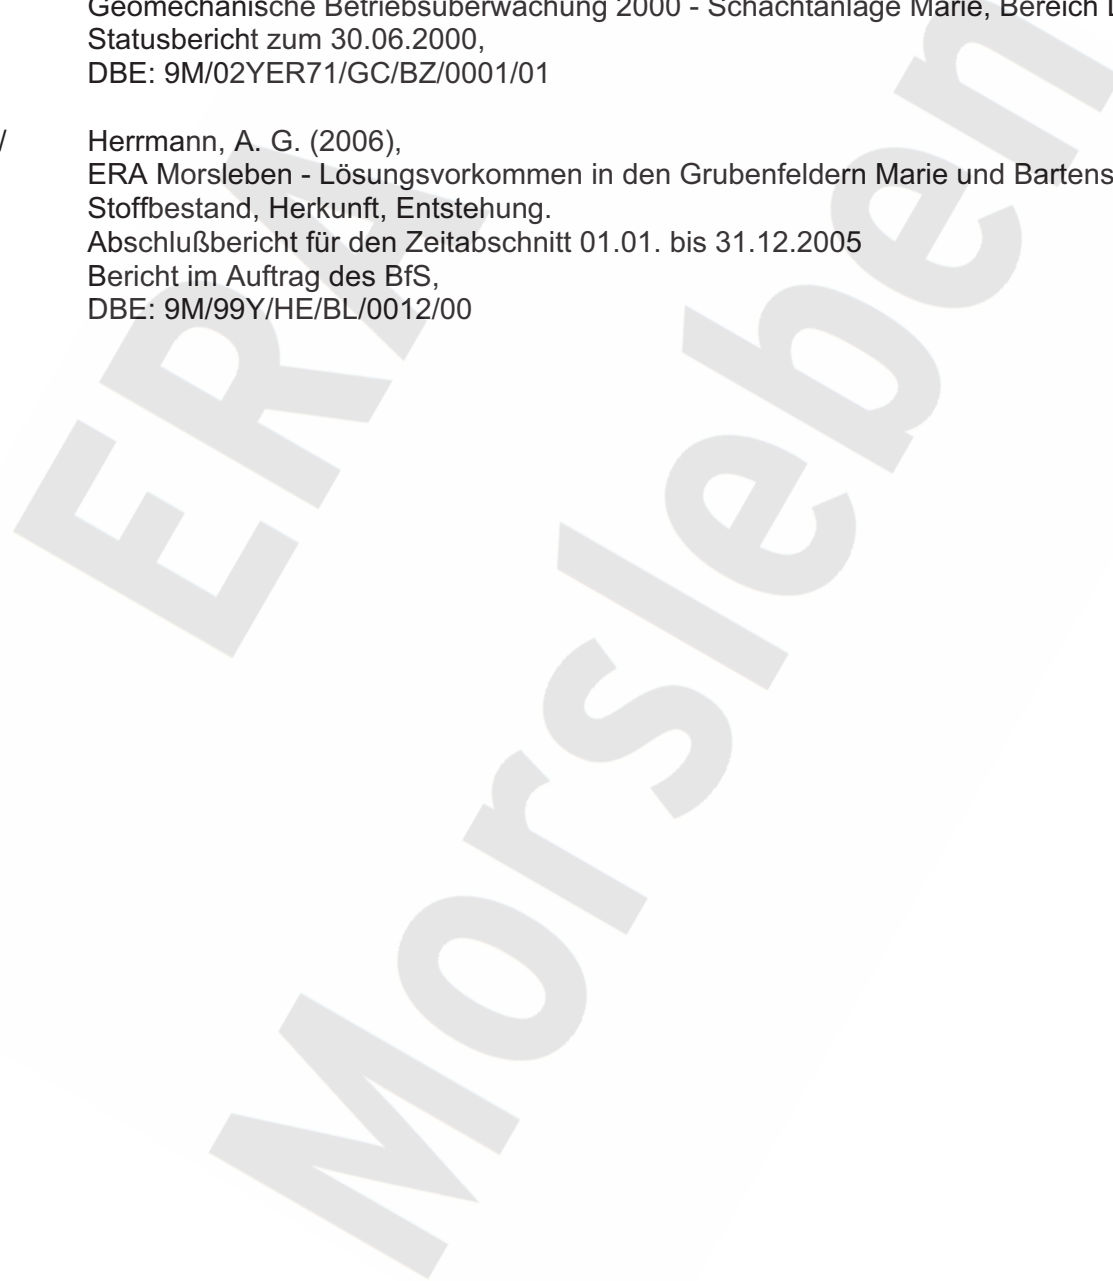 Geomechanische Betriebsüberwachung 2000 - Schachtanlage Marie, Bereich
Statusbericht zum 30.06.2000,
DBE: 9M/02YER71/GC/BZ/0001/01
/ Herrmann, A. G. (2006),
ERA Morsleben - Lösungsvorkommen in den Grubenfeldern Marie und Bartens
Stoffbestand, Herkunft, Entstehung.
Abschlußbericht für den Zeitabschnitt 01.01. bis 31.12.2005
Bericht im Auftrag des BfS,
DBE: 9M/99Y/HE/BL/0012/00
ERA
Morsleben